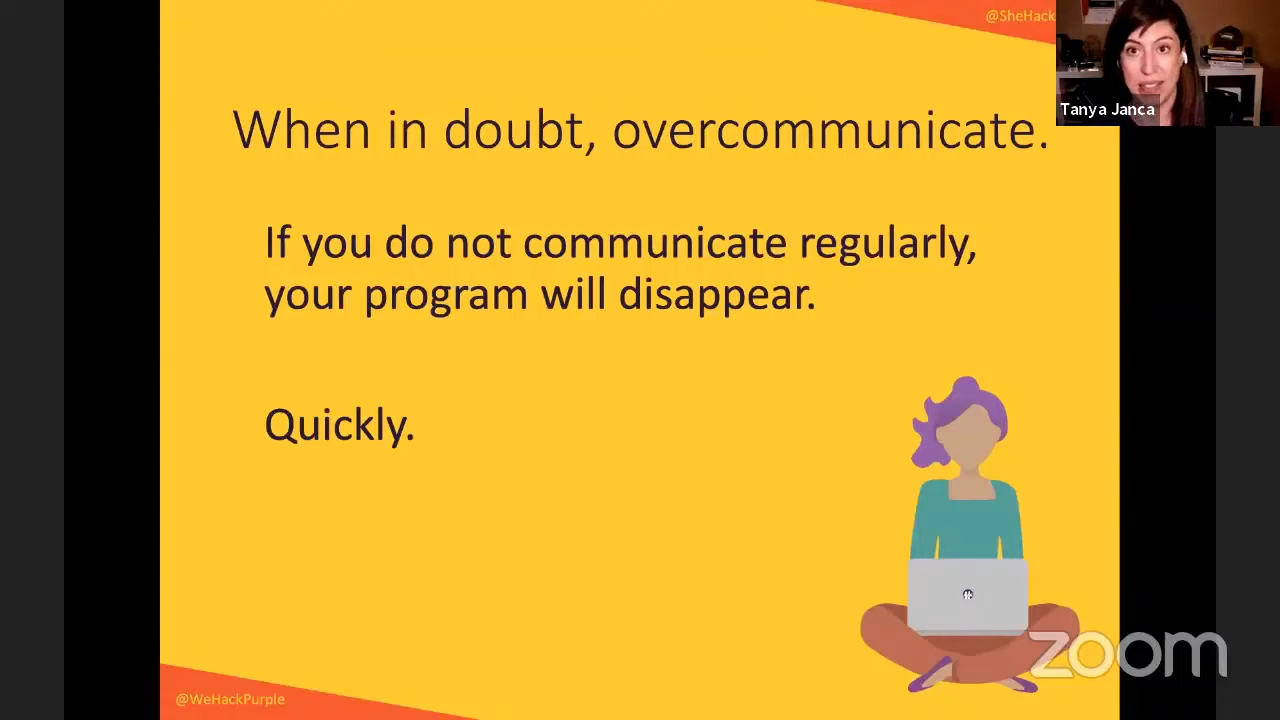 @SheHack
Tanya Janca
When in doubt, overcommunicate.
If you do not communicate regularly,
your program will disappear.
Quickly.
zoom
@WeHackPurple